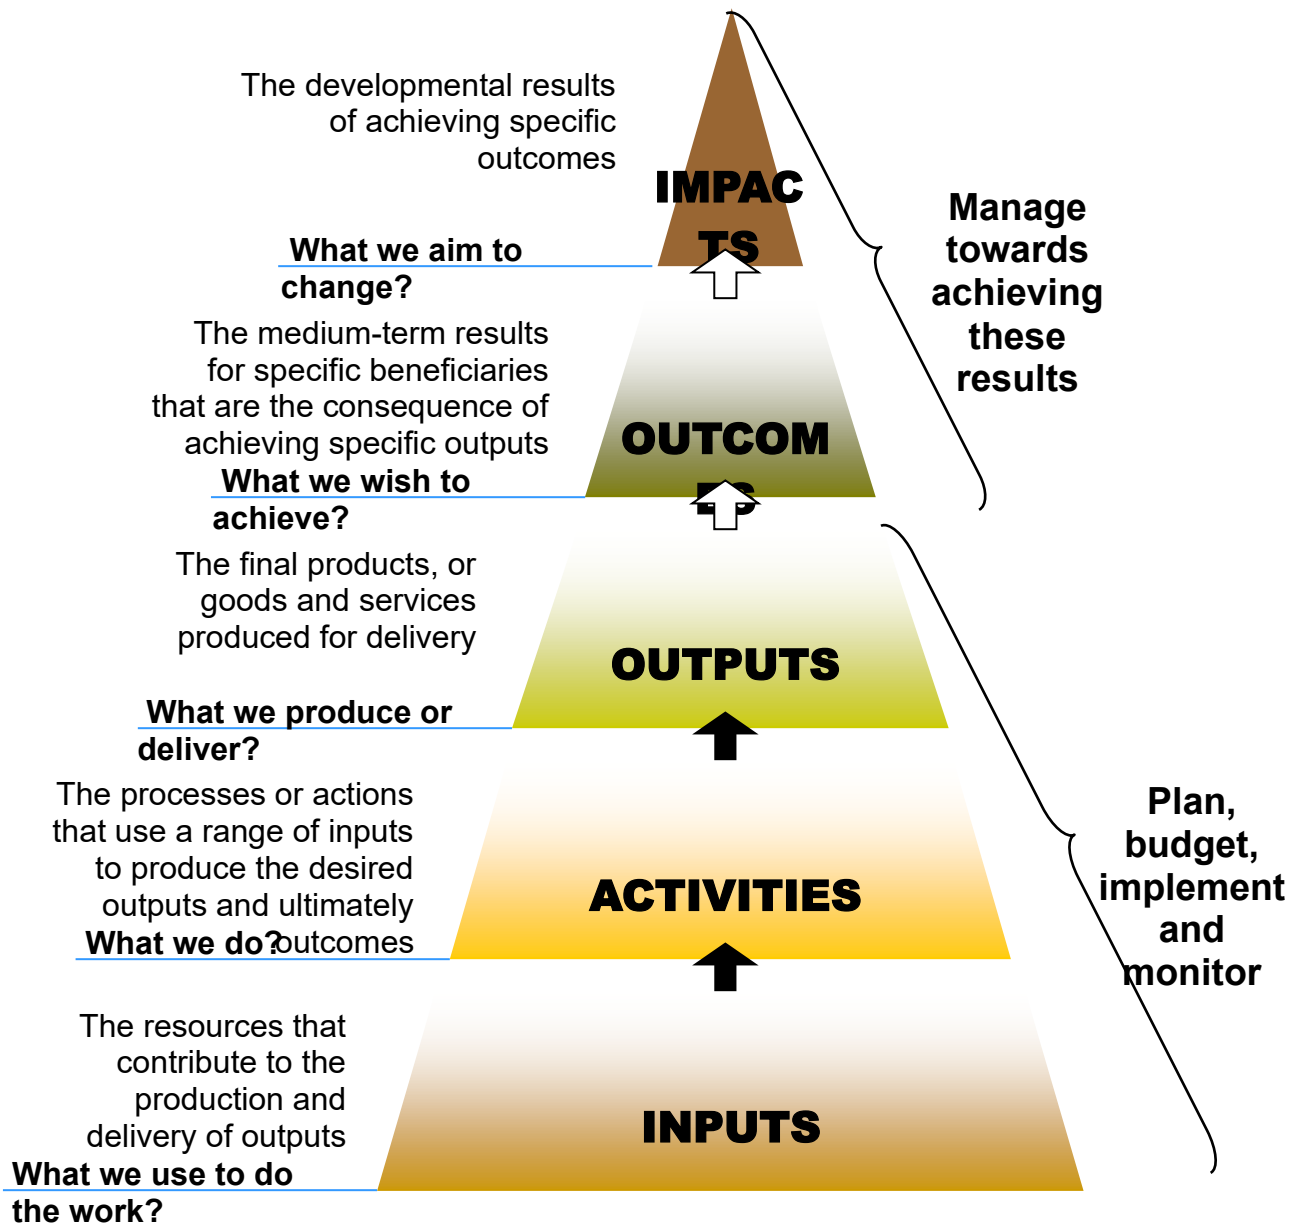 The developmental results
of achieving specific
outcomes
IMPAC
TS
What we aim to
change?
Manage
towards
achieving
these
results
The medium-term results
for specific beneficiaries
that are the consequence of
achieving specific outputs
OUTCOM
ES
What we wish to
achieve?
The final products, or
goods and services
produced for delivery
OUTPUTS
What we produce or
deliver?
The processes or actions
that use a range of inputs
to produce the desired
outputs and ultimately
outcomes
What we do?
ACTIVITIES
Plan,
budget,
implement
and
monitor
The resources that
contribute to the
production and
delivery of outputs
INPUTS
What we use to do
the work?